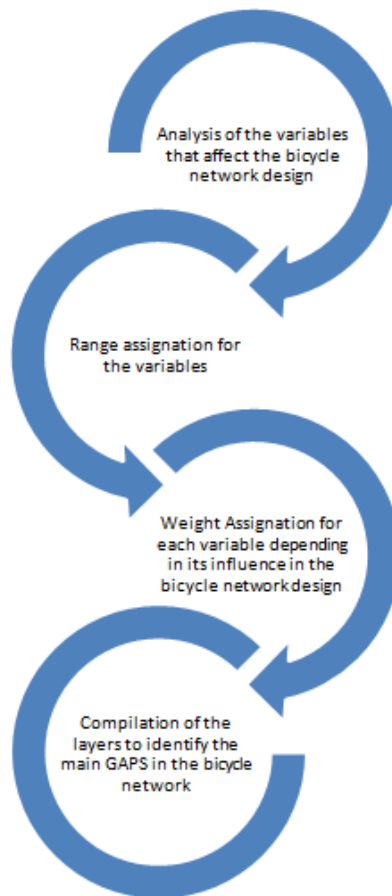 Analysis of the variables
that affect the bicycle
network design
Range assignation for
the variables
Weight Assignation for
each variable depending
in its influence in the
bicycle network design
Compilation of the
layers to identify the
main GAPS in the bicycle
network